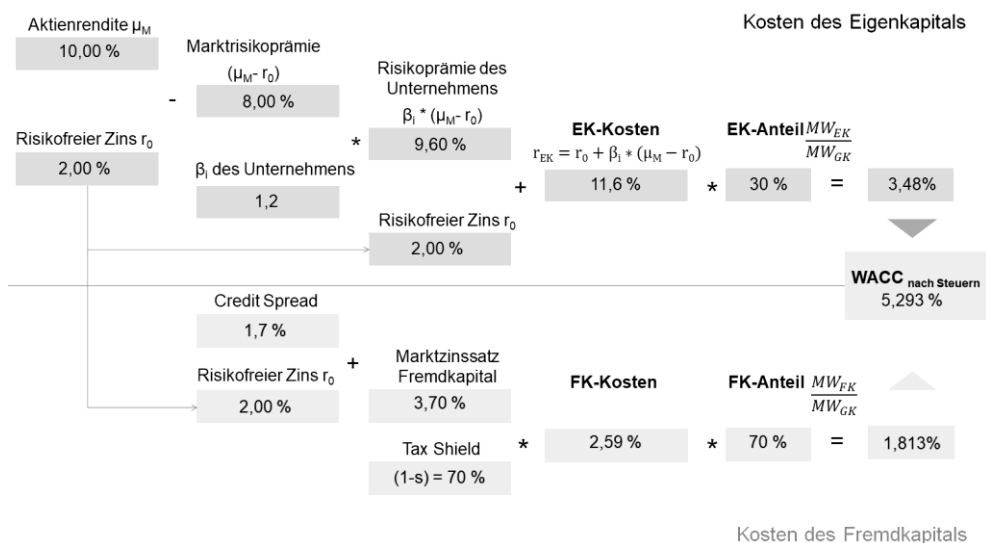 Kosten des Eigenkapitals
Aktienrendite μM
10,00 %
-
Risikofreier Zins r0
2,00 %
Marktrisikoprämie
(μM- r0)
8,00 %
*
βi des Unternehmens
1,2
Risikoprämie des
Unternehmens
βi * (μM- r0)
9,60 %
+
Risikofreier Zins r0
2,00 %
EK-Kosten
rEK = r0 + βi * (μM − r0)
11,6 %
*
EK-Anteil MWEK/MWGK
30 %
=
3,48%
WACC nach Steuern
5,293 %
Credit Spread
1,7 %
+
Risikofreier Zins r0
2,00 %
Marktzinssatz
Fremdkapital
3,70 %
*
Tax Shield
(1-s) = 70 %
FK-Kosten
2,59 %
*
FK-Anteil MWFK/MWGK
70 %
=
1,813%
Kosten des Fremdkapitals